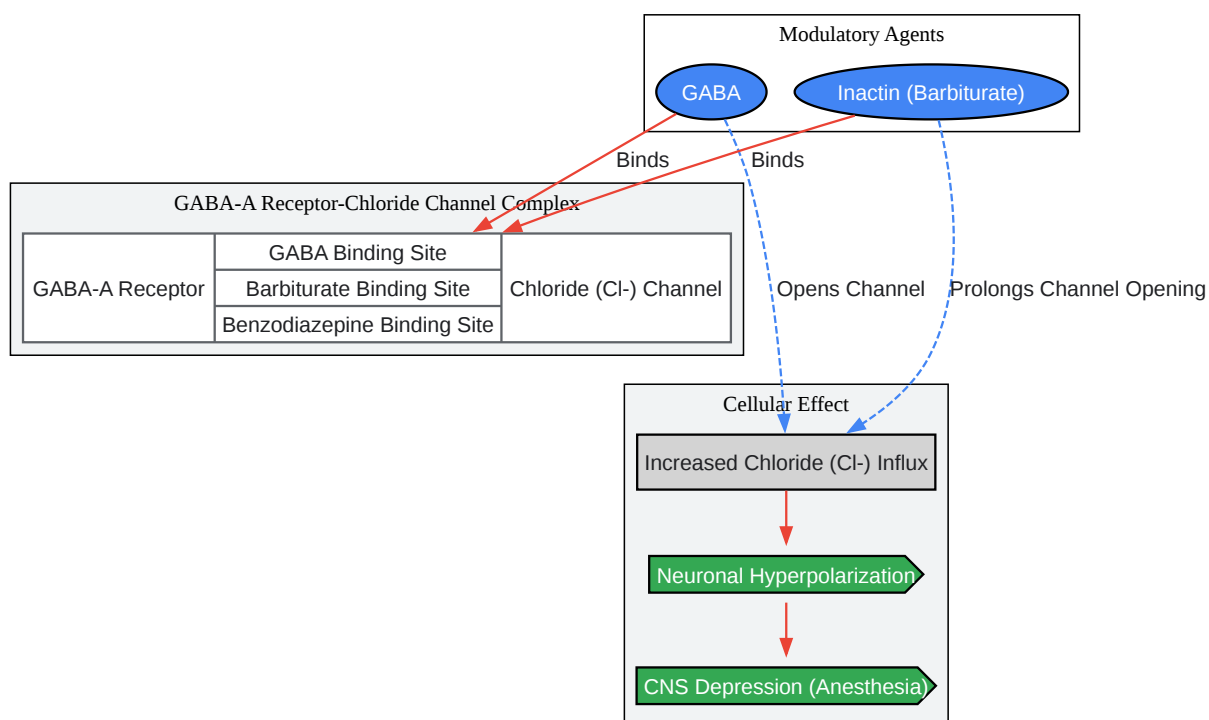 Modulatory Agents
GABA
Inactin (Barbiturate)
Binds
Binds
GABA-A Receptor-Chloride Channel Complex
GABA-A Receptor
GABA Binding Site
Barbiturate Binding Site
Benzodiazepine Binding Site
Chloride (Cl-) Channel
Opens Channel
Prolongs Channel Opening
Cellular Effect
Increased Chloride (Cl-) Influx
Neuronal Hyperpolarization
CNS Depression (Anesthesia)